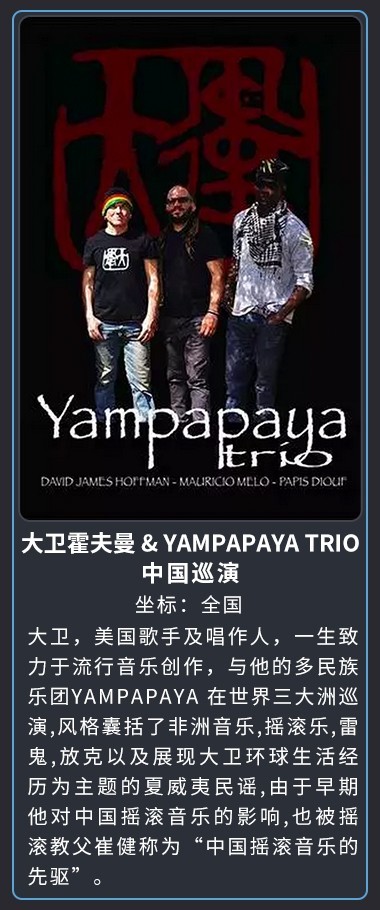 大卫
Yampapaya
trio
DAVID JAMES HOFFMAN - MAURICIO MELO - PAPIS DIOUF
大卫霍夫曼 & YAMPAPAYA TRIO
中国巡演
坐标：全国
大卫，美国歌手及唱作人，一生致
力于流行音乐创作，与他的多民族
乐团YAMPAPAYA 在世界三大洲巡
演,风格囊括了非洲音乐,摇滚乐,雷
鬼,放克以及展现大卫环球生活经
历为主题的夏威夷民谣,由于早期
他对中国摇滚音乐的影响,也被摇
滚教父崔健称为“中国摇滚音乐的
先驱”。